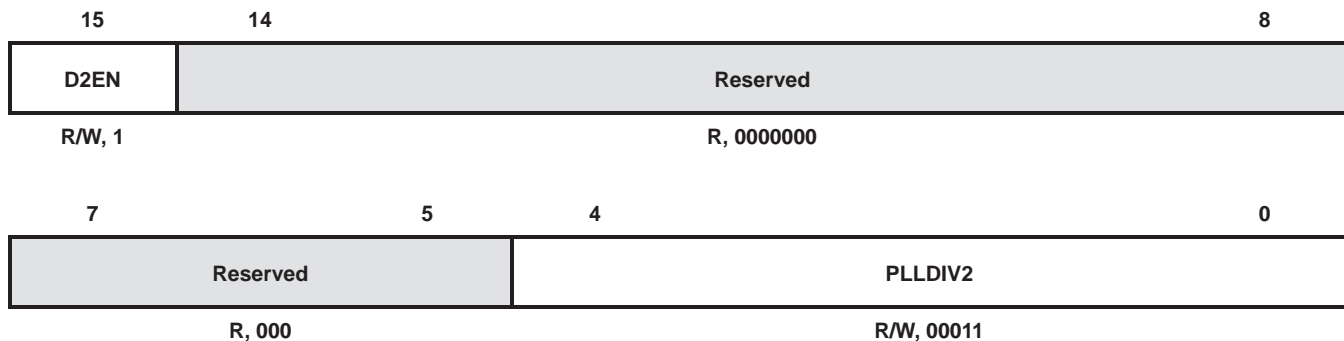 15 14 8
D2EN Reserved
R/W, 1 R, 0000000
7 5 4 0
Reserved PLLDIV2
R, 000 R/W, 00011